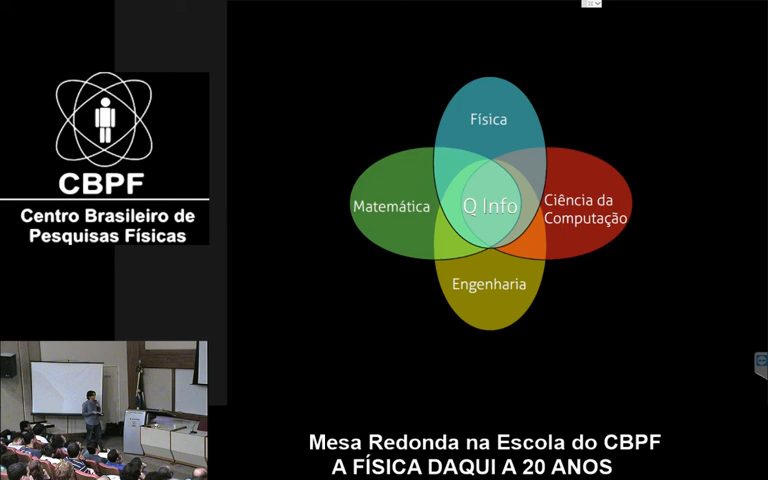 CBPF
Centro Brasileiro de
Pesquisas Físicas
Física
Matemática
Q Info
Ciência da
Computação
Engenharia
Mesa Redonda na Escola do CBPF
A FÍSICA DAQUI A 20 ANOS